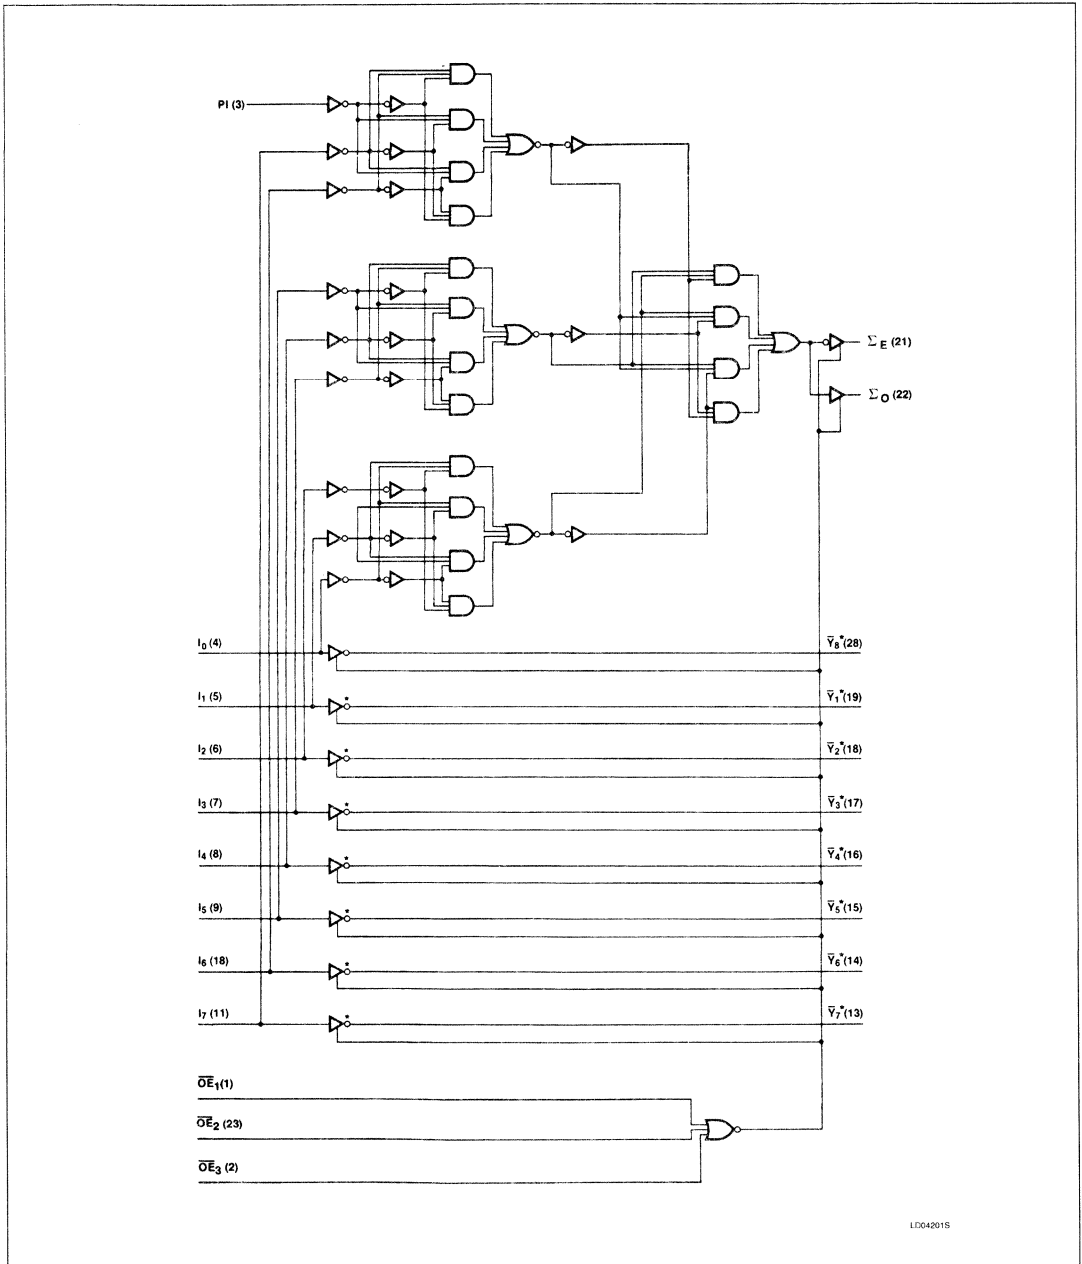 PI (3)
Σ E (21)
Σ O (22)
I0 (4)
Y̅8* (28)
I1 (5)
*
Y̅1* (19)
I2 (6)
*
Y̅2* (18)
I3 (7)
*
Y̅3* (17)
I4 (8)
*
Y̅4* (16)
I5 (9)
*
Y̅5* (15)
I6 (18)
*
Y̅6* (14)
I7 (11)
*
Y̅7* (13)
O̅E̅1(1)
O̅E̅2 (23)
O̅E̅3 (2)
LD04201S